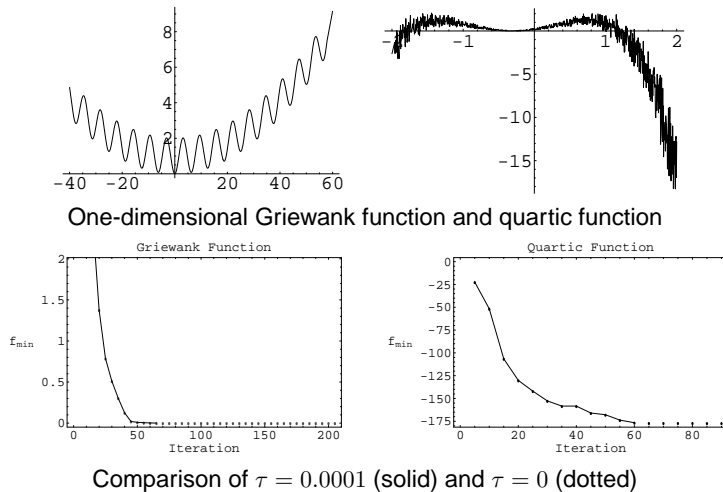 8
6
4
2
-40 -20 20 40 60
-2 -1 1 2
-5
-10
-15
One-dimensional Griewank function and quartic function
Griewank Function
2
1.5
1
f_min
0.5
0
0 50 100 150 200
Iteration
Quartic Function
0
-25
-50
-75
-100
f_min
-125
-150
-175
0 20 40 60 80
Iteration
Comparison of τ = 0.0001 (solid) and τ = 0 (dotted)